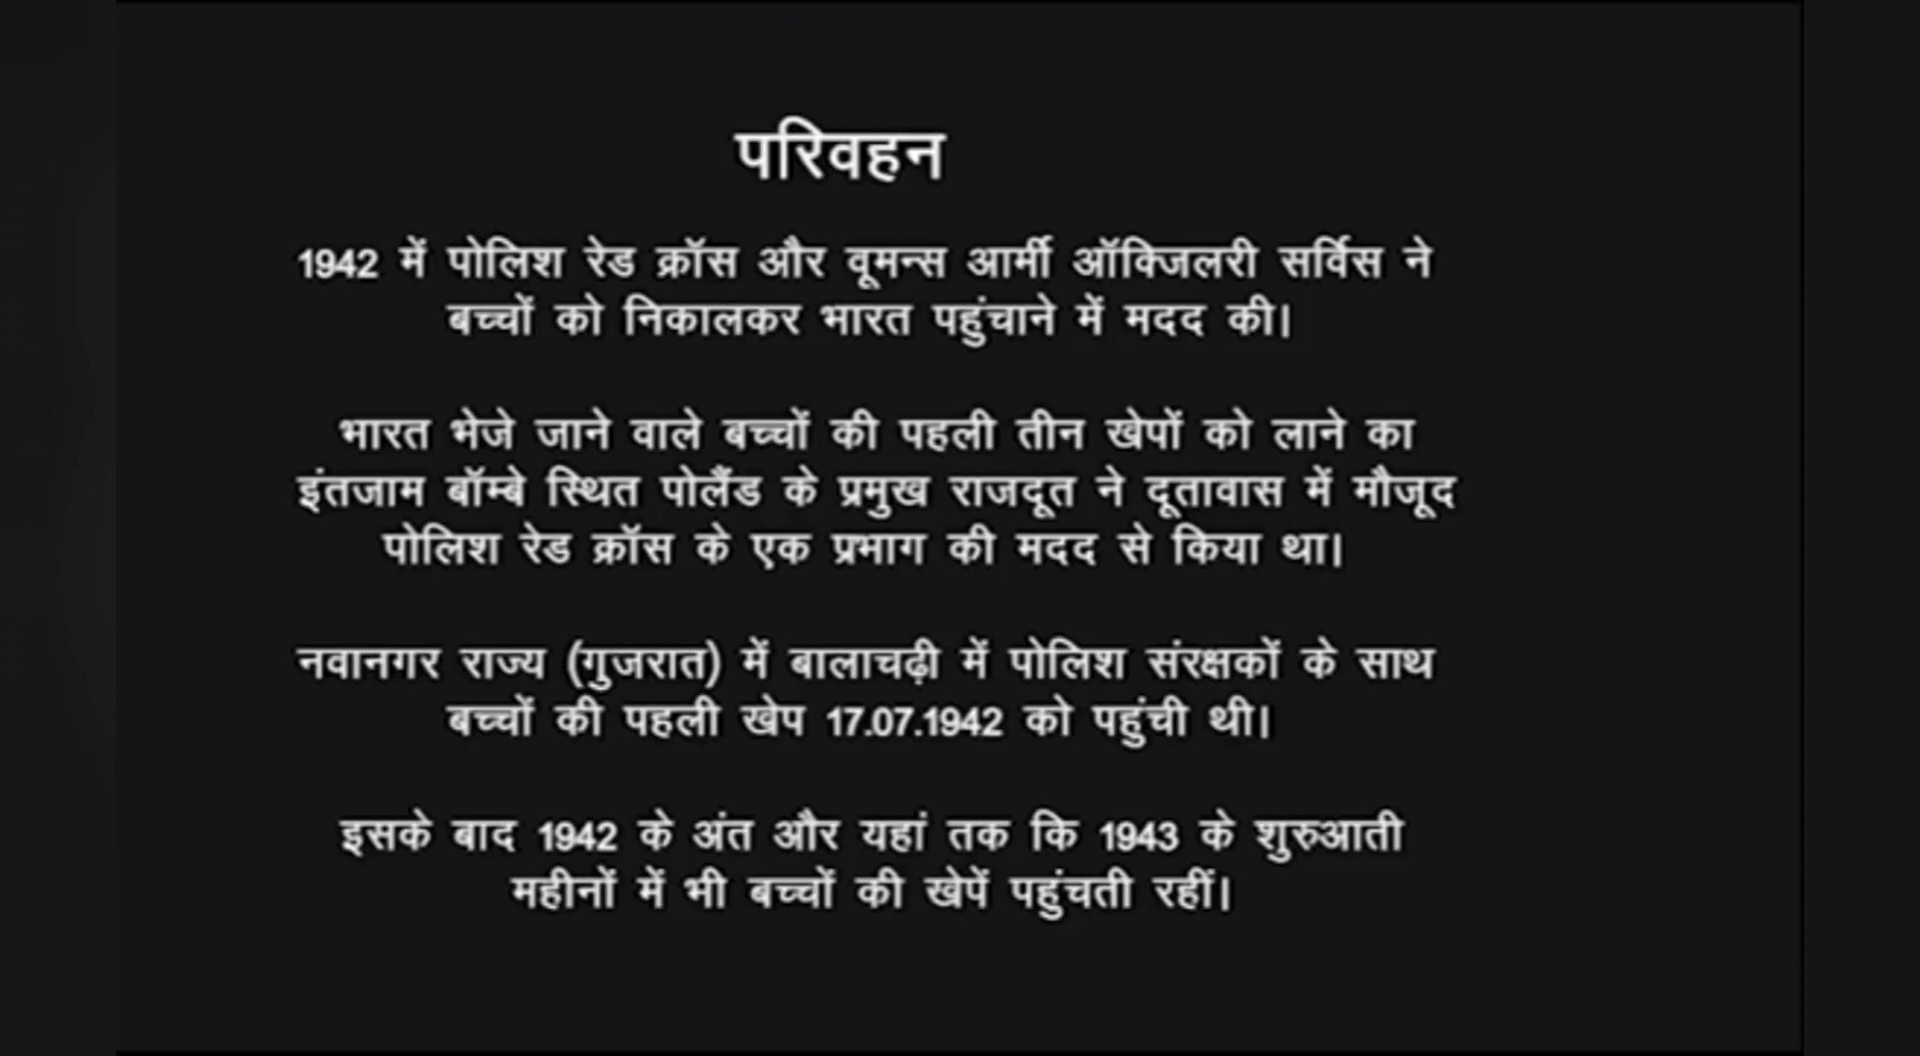 परिवहन
1942 में पोलिश रेड क्रॉस और वूमन्स आर्मी ऑक्जिलरी सर्विस ने
बच्चों को निकालकर भारत पहुंचाने में मदद की।
भारत भेजे जाने वाले बच्चों की पहली तीन खेपों को लाने का
इंतजाम बॉम्बे स्थित पोलैंड के प्रमुख राजदूत ने दूतावास में मौजूद
पोलिश रेड क्रॉस के एक प्रभाग की मदद से किया था।
नवानगर राज्य (गुजरात) में बालाचढ़ी में पोलिश संरक्षकों के साथ
बच्चों की पहली खेप 17.07.1942 को पहुंची थी।
इसके बाद 1942 के अंत और यहां तक कि 1943 के शुरुआती
महीनों में भी बच्चों की खेपें पहुंचती रहीं।